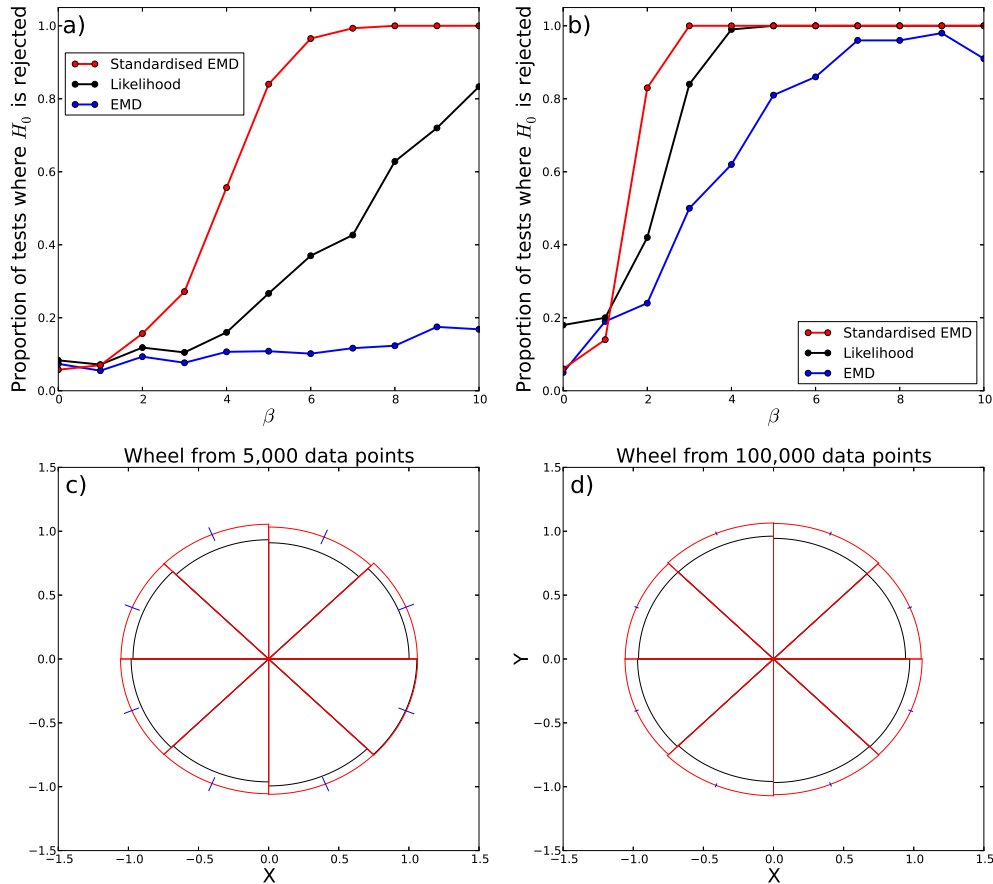 a)
Proportion of tests where H₀ is rejected
1.0
0.8
0.6
0.4
0.2
0.0
Standardised EMD
Likelihood
EMD
0 2 4 6 8 10
β
b)
Proportion of tests where H₀ is rejected
1.0
0.8
0.6
0.4
0.2
0.0
Standardised EMD
Likelihood
EMD
0 2 4 6 8 10
β
Wheel from 5,000 data points
c)
1.5
1.0
0.5
0.0
−0.5
−1.0
−1.5
−1.5 −1.0 −0.5 0.0 0.5 1.0 1.5
X
Wheel from 100,000 data points
d)
Y
1.5
1.0
0.5
0.0
−0.5
−1.0
−1.5
−1.5 −1.0 −0.5 0.0 0.5 1.0 1.5
X